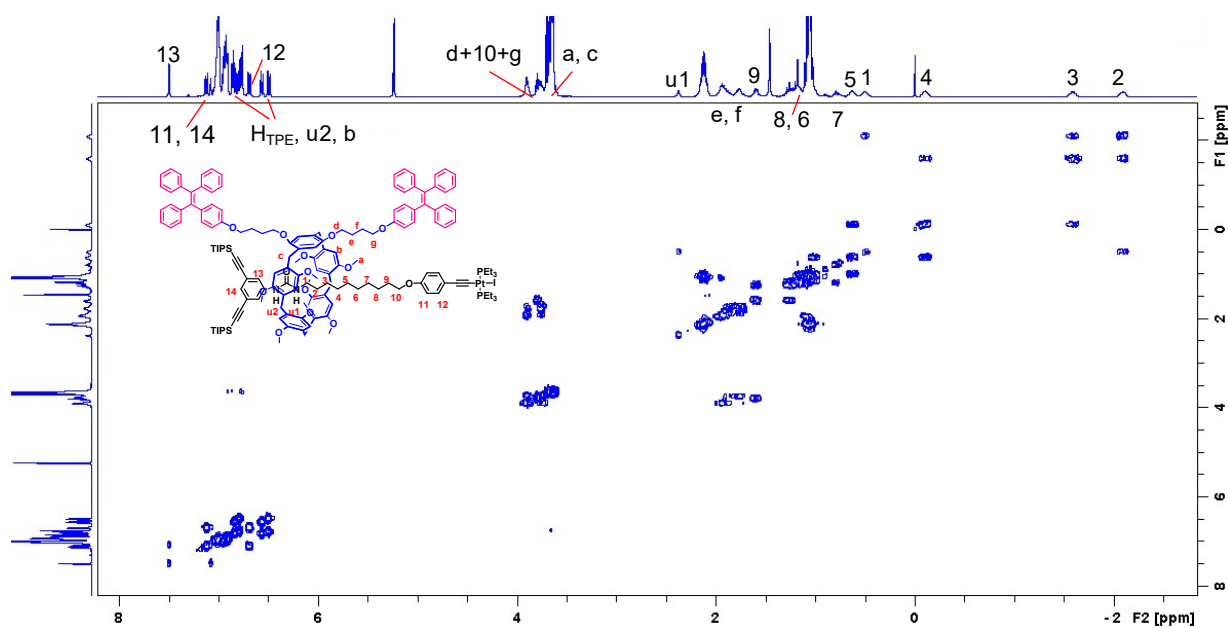 13
12
d+10+g
a, c
u1
9
5
1
4
3
2
11, 14
HTPE, u2, b
e, f
8, 6
7
d
f
e
g
O
O
O
O
b
c
O
a
TIPS
13
14
TIPS
O
N
H
N
H
u2
u1
1
2
3
4
5
6
7
8
9
10
O
11
12
PEt3
Pt
I
PEt3
O
O
O
O
O
F1 [ppm]
0
2
4
6
8
8
6
4
2
0
-2
F2 [ppm]